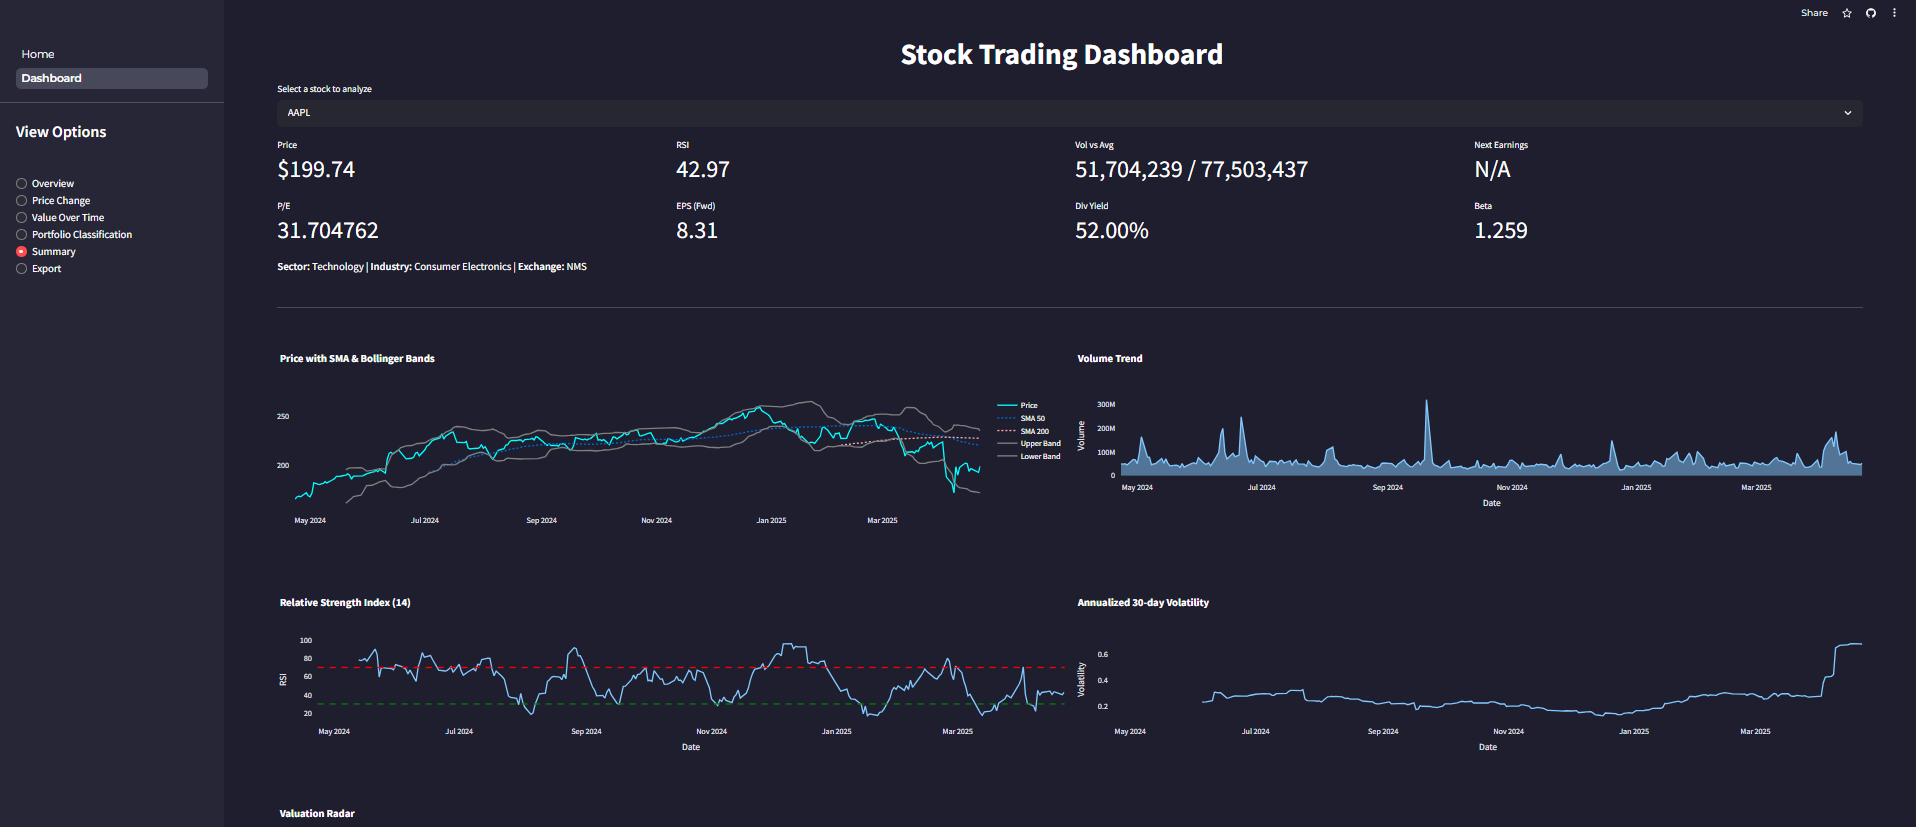 Share
Home
Dashboard
View Options
Overview
Price Change
Value Over Time
Portfolio Classification
Summary
Export
Stock Trading Dashboard
Select a stock to analyze
AAPL
Price
$199.74
RSI
42.97
Vol vs Avg
51,704,239 / 77,503,437
Next Earnings
N/A
P/E
31.704762
EPS (Fwd)
8.31
Div Yield
52.00%
Beta
1.259
Sector: Technology | Industry: Consumer Electronics | Exchange: NMS
Price with SMA & Bollinger Bands
250
200
May 2024 Jul 2024 Sep 2024 Nov 2024 Jan 2025 Mar 2025
Price
SMA 50
SMA 200
Upper Band
Lower Band
Volume Trend
Volume
300M
200M
100M
0
May 2024 Jul 2024 Sep 2024 Nov 2024 Jan 2025 Mar 2025
Date
Relative Strength Index (14)
RSI
100
80
60
40
20
May 2024 Jul 2024 Sep 2024 Nov 2024 Jan 2025 Mar 2025
Date
Annualized 30-day Volatility
Volatility
0.6
0.4
0.2
May 2024 Jul 2024 Sep 2024 Nov 2024 Jan 2025 Mar 2025
Date
Valuation Radar